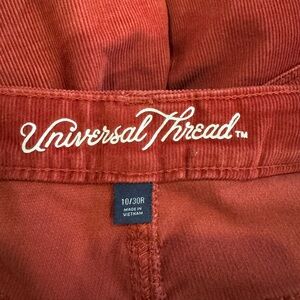 Universal Thread™
10/30R
MADE IN
VIETNAM